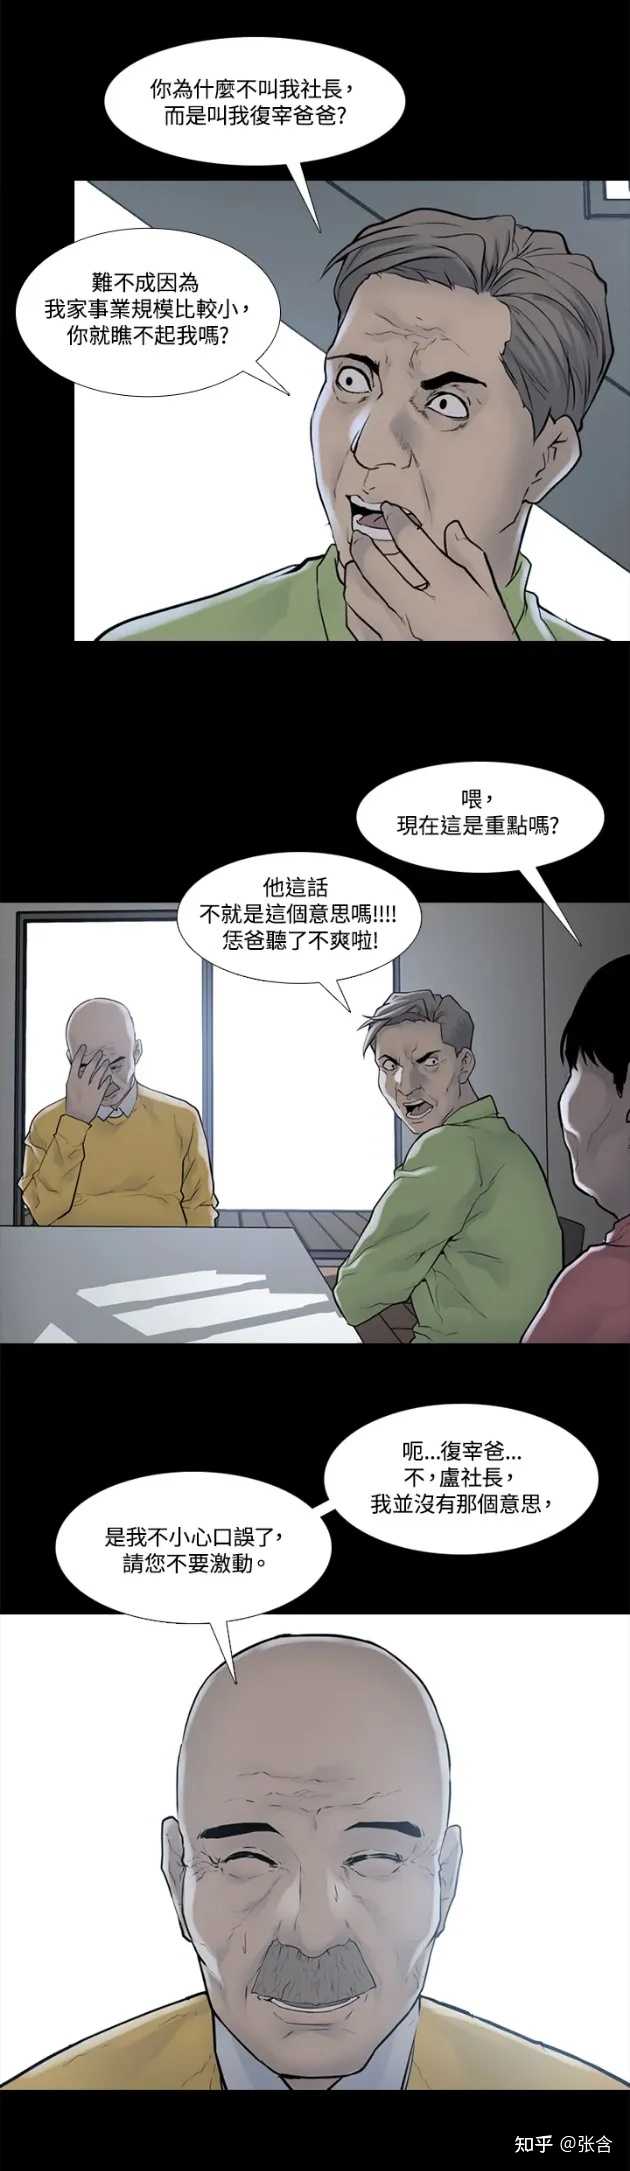 你為什麼不叫我社長，
而是叫我復宰爸爸?
難不成因為
我家事業規模比較小，
你就瞧不起我嗎?
喂，
現在這是重點嗎?
他這話
不就是這個意思嗎!!!!
恁爸聽了不爽啦!
呃...復宰爸...
不，盧社長，
我並沒有那個意思，
是我不小心口誤了，
請您不要激動。
知乎 @张含